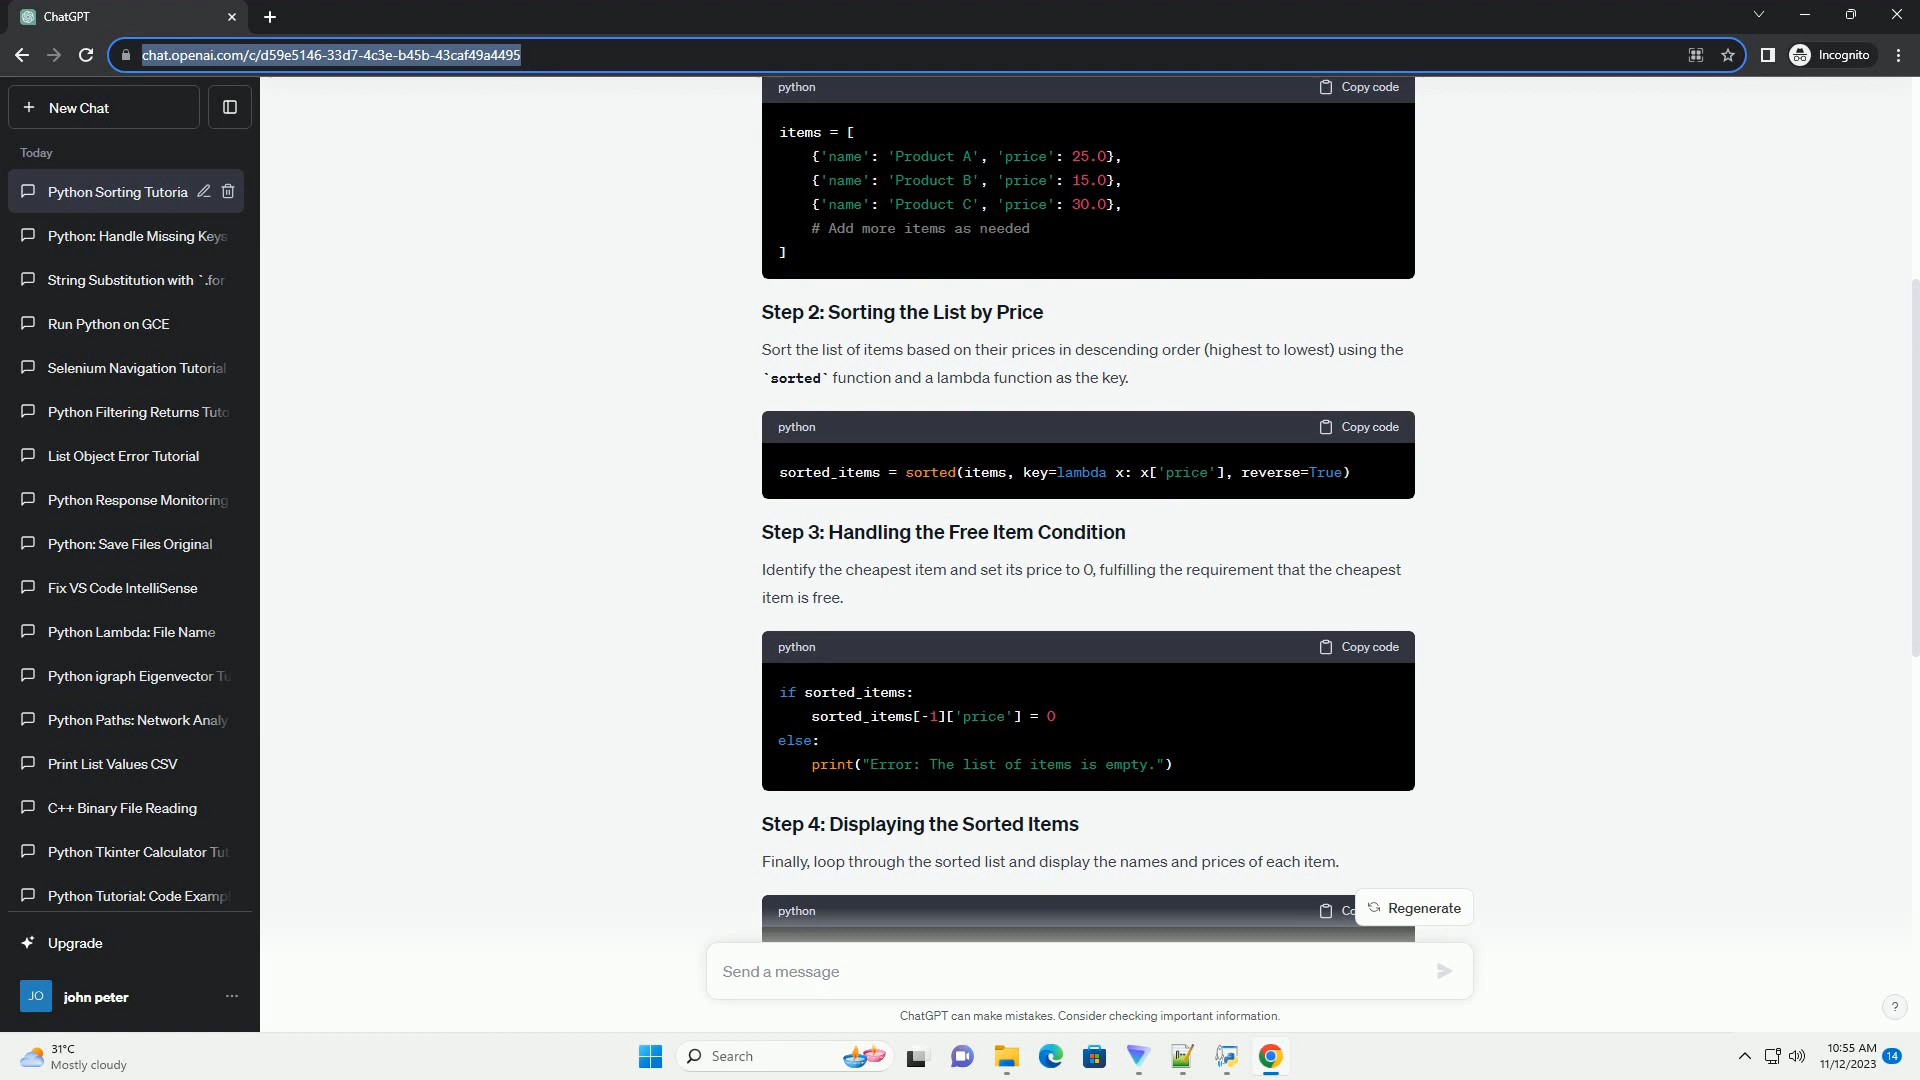 ChatGPT
chat.openai.com/c/d59e5146-33d7-4c3e-b45b-43caf49a4495
Incognito
New Chat
Today
Python Sorting Tutoria
Python: Handle Missing Keys
String Substitution with `.for
Run Python on GCE
Selenium Navigation Tutorial
Python Filtering Returns Tuto
List Object Error Tutorial
Python Response Monitoring
Python: Save Files Original
Fix VS Code IntelliSense
Python Lambda: File Name
Python igraph Eigenvector Tu
Python Paths: Network Analy
Print List Values CSV
C++ Binary File Reading
Python Tkinter Calculator Tut
Python Tutorial: Code Exampl
Upgrade
JO
john peter
python
Copy code
items = [
{'name': 'Product A', 'price': 25.0},
{'name': 'Product B', 'price': 15.0},
{'name': 'Product C', 'price': 30.0},
# Add more items as needed
]
Step 2: Sorting the List by Price
Sort the list of items based on their prices in descending order (highest to lowest) using the
`sorted` function and a lambda function as the key.
python
Copy code
sorted_items = sorted(items, key=lambda x: x['price'], reverse=True)
Step 3: Handling the Free Item Condition
Identify the cheapest item and set its price to 0, fulfilling the requirement that the cheapest
item is free.
python
Copy code
if sorted_items:
sorted_items[-1]['price'] = 0
else:
print("Error: The list of items is empty.")
Step 4: Displaying the Sorted Items
Finally, loop through the sorted list and display the names and prices of each item.
python
Co
Regenerate
Send a message
ChatGPT can make mistakes. Consider checking important information.
?
31°C
Mostly cloudy
Search
10:55 AM
11/12/2023
14